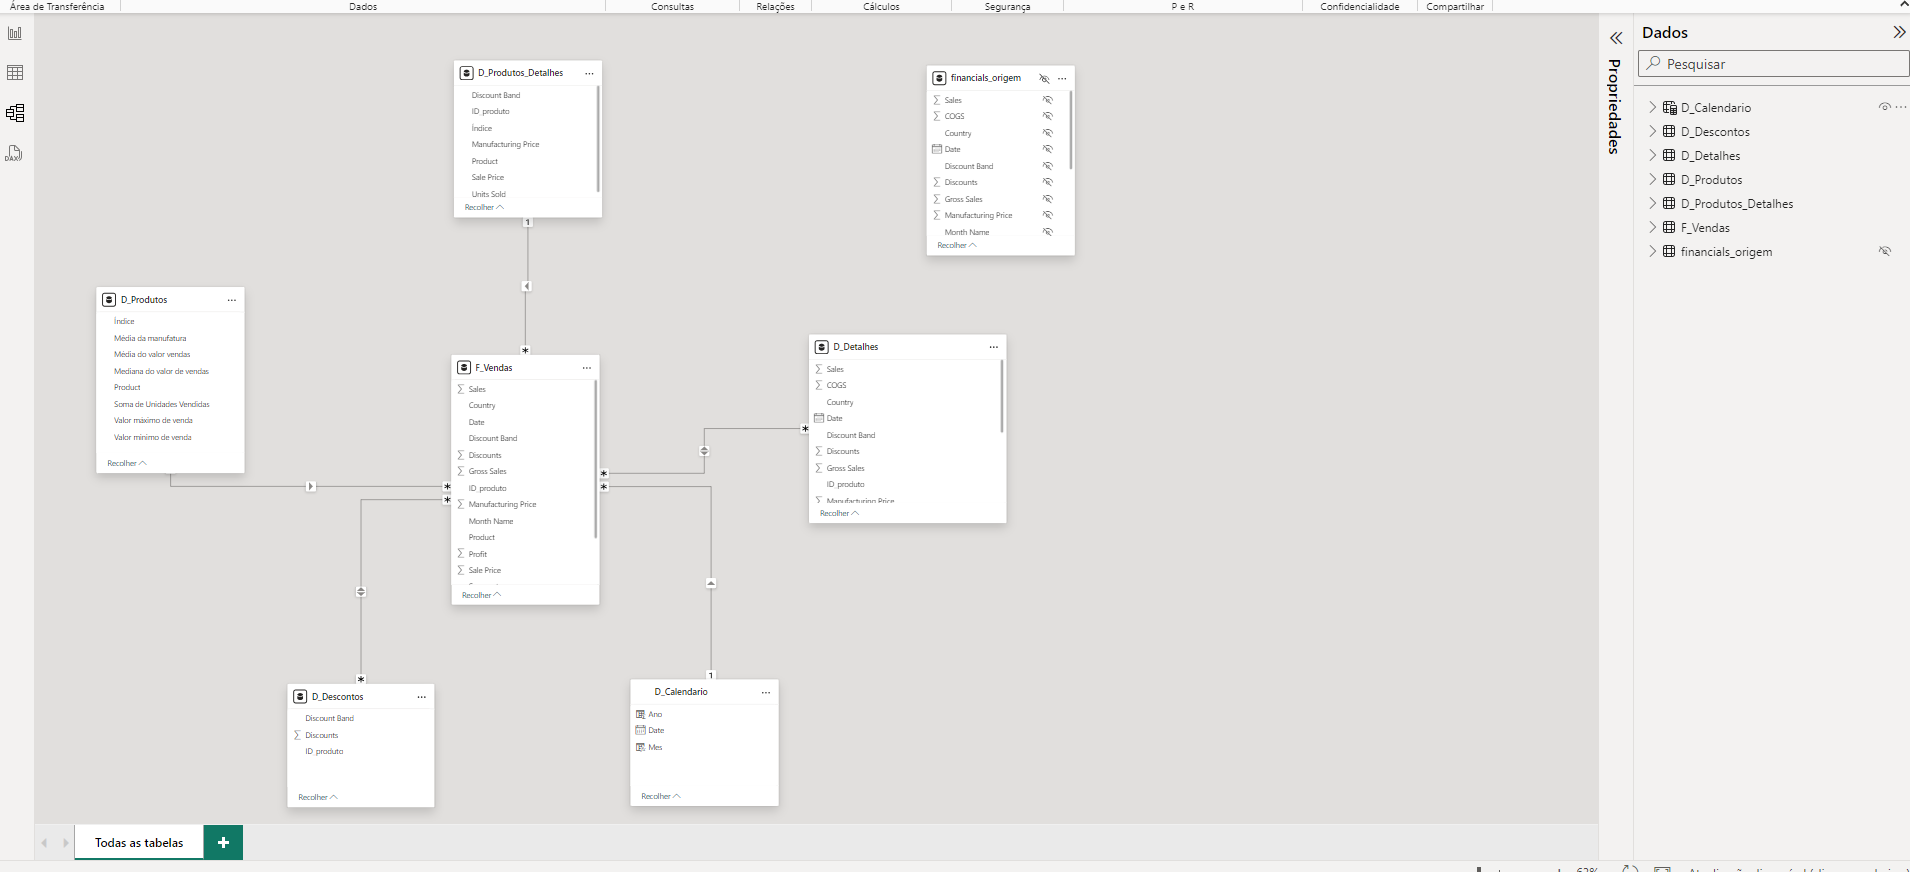 Área de Transferência
Dados
Consultas
Relações
Cálculos
Segurança
P e R
Confidencialidade
Compartilhar
D_Produtos_Detalhes
Discount Band
ID_produto
Índice
Manufacturing Price
Product
Sale Price
Units Sold
Recolher
1
*
financials_origem
Sales
COGS
Country
Date
Discount Band
Discounts
Gross Sales
Manufacturing Price
Month Name
Recolher
D_Produtos
Índice
Média da manufatura
Média do valor vendas
Mediana do valor de vendas
Product
Soma de Unidades Vendidas
Valor máximo de venda
Valor mínimo de venda
Recolher
*
*
F_Vendas
Sales
Country
Date
Discount Band
Discounts
Gross Sales
ID_produto
Manufacturing Price
Month Name
Product
Profit
Sale Price
Recolher
*
*
*
D_Detalhes
Sales
COGS
Country
Date
Discount Band
Discounts
Gross Sales
ID_produto
Manufacturing Price
Recolher
*
D_Descontos
Discount Band
Discounts
ID_produto
Recolher
1
D_Calendario
Ano
Date
Mes
Recolher
Todas as tabelas
Propriedades
Dados
Pesquisar
D_Calendario
D_Descontos
D_Detalhes
D_Produtos
D_Produtos_Detalhes
F_Vendas
financials_origem
DAX